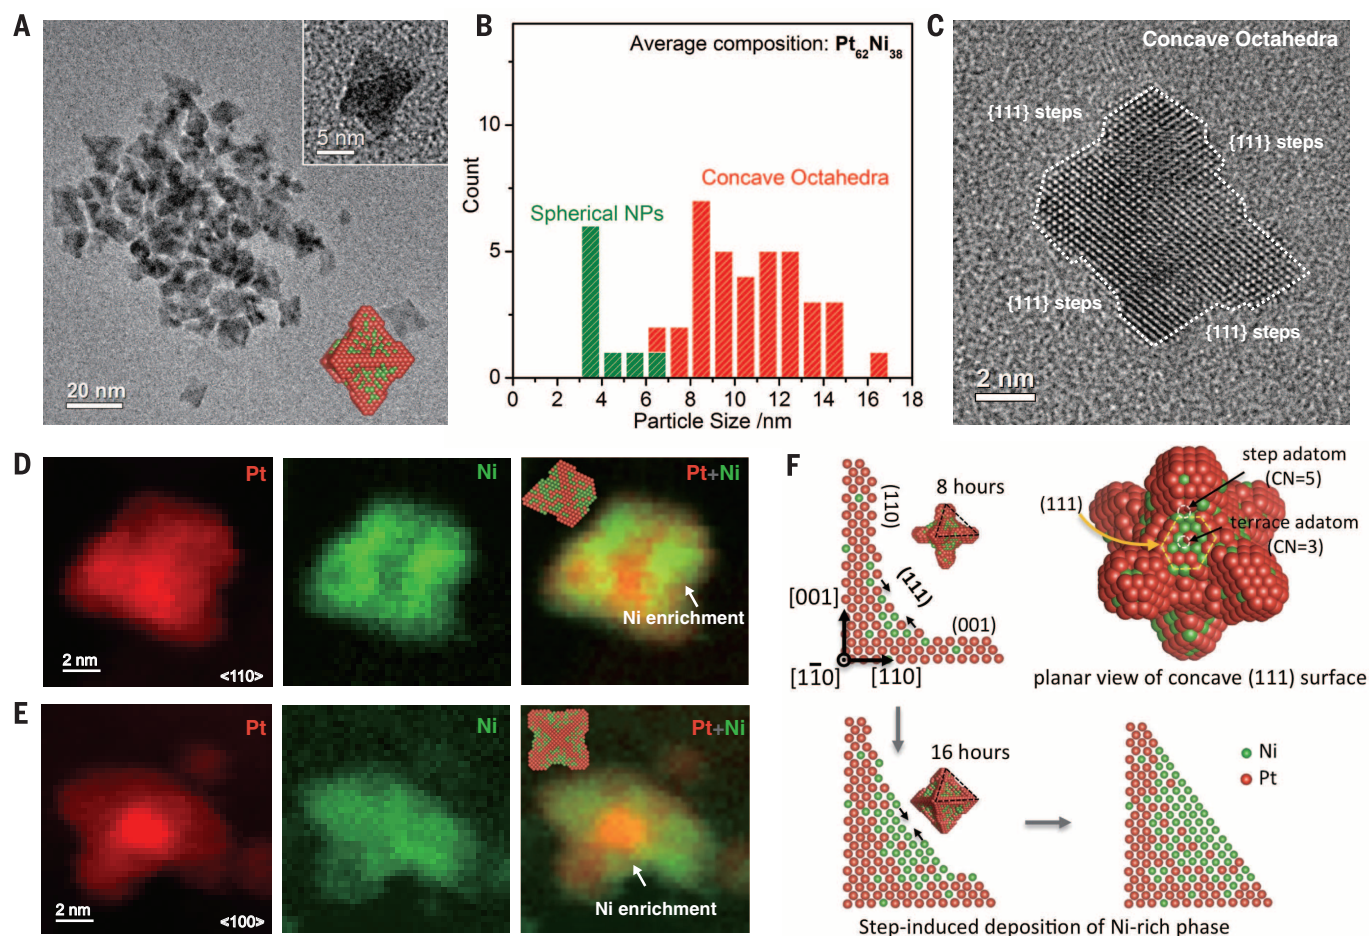 A
5 nm
20 nm
B
Average composition: Pt62Ni38
Concave Octahedra
Spherical NPs
Count
10
5
0
0 2 4 6 8 10 12 14 16 18
Particle Size /nm
C
Concave Octahedra
{111} steps
{111} steps
{111} steps
{111} steps
2 nm
D
Pt
2 nm
<110>
Ni
Pt+Ni
Ni enrichment
E
Pt
2 nm
<100>
Ni
Pt+Ni
Ni enrichment
F
(110)
8 hours
(111)
[001]
(001)
[11̅0]
[110]
step adatom
(CN=5)
(111)
terrace adatom
(CN=3)
planar view of concave (111) surface
16 hours
Ni
Pt
Step-induced deposition of Ni-rich phase